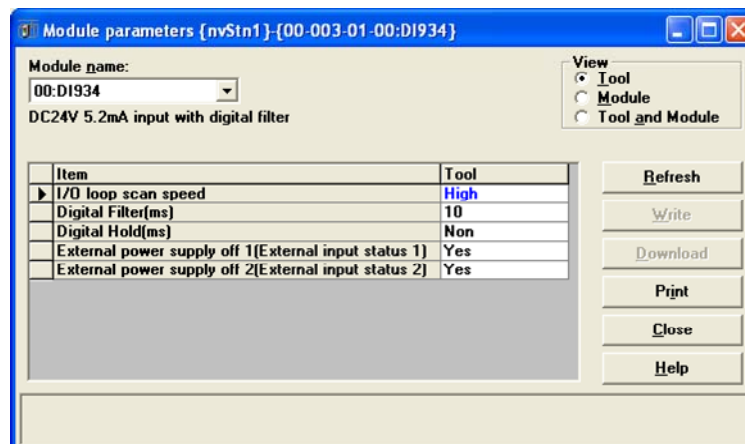 Module parameters {nvStn1}-{00-003-01-00:DI934}
Module name:
00:DI934
DC24V 5.2mA input with digital filter
View
Tool
Module
Tool and Module
Item Tool
I/O loop scan speed High
Digital Filter(ms) 10
Digital Hold(ms) Non
External power supply off 1(External input status 1) Yes
External power supply off 2(External input status 2) Yes
Refresh
Write
Download
Print
Close
Help